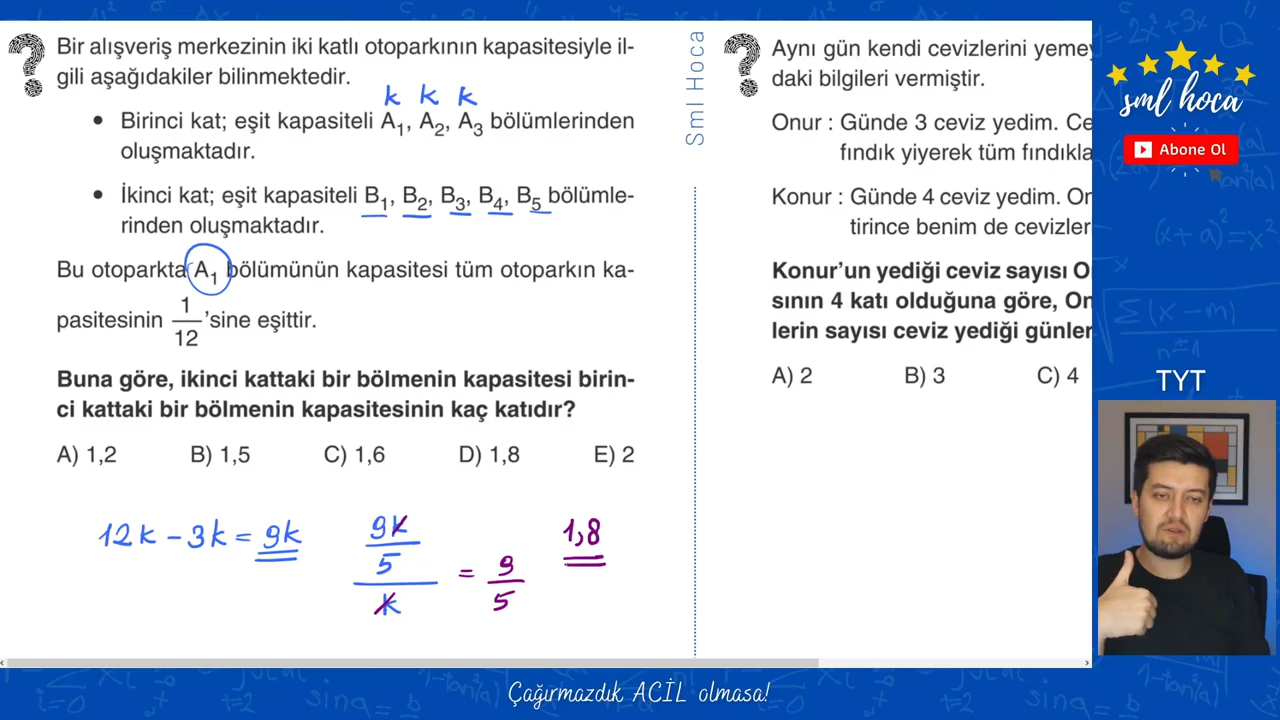 Bir alışveriş merkezinin iki katlı otoparkının kapasitesiyle il-
gili aşağıdakiler bilinmektedir.
k k k
• Birinci kat; eşit kapasiteli A1, A2, A3 bölümlerinden
oluşmaktadır.
• İkinci kat; eşit kapasiteli B1, B2, B3, B4, B5 bölümle-
rinden oluşmaktadır.
Bu otoparkta A1 bölümünün kapasitesi tüm otoparkın ka-
pasitesinin 1/12 'sine eşittir.
Buna göre, ikinci kattaki bir bölmenin kapasitesi birin-
ci kattaki bir bölmenin kapasitesinin kaç katıdır?
A) 1,2 B) 1,5 C) 1,6 D) 1,8 E) 2
12k - 3k = 9k
9k/5
k
= 9/5
1,8
Sml Hoca
Aynı gün kendi cevizlerini yeme
daki bilgileri vermiştir.
Onur : Günde 3 ceviz yedim. Ce
fındık yiyerek tüm fındıkla
Konur : Günde 4 ceviz yedim. On
tirince benim de cevizler
Konur'un yediği ceviz sayısı O
sının 4 katı olduğuna göre, On
lerin sayısı ceviz yediği günler
A) 2 B) 3 C) 4
sml hoca
Abone Ol
TYT
Çağırmazdık ACİL olmasa!